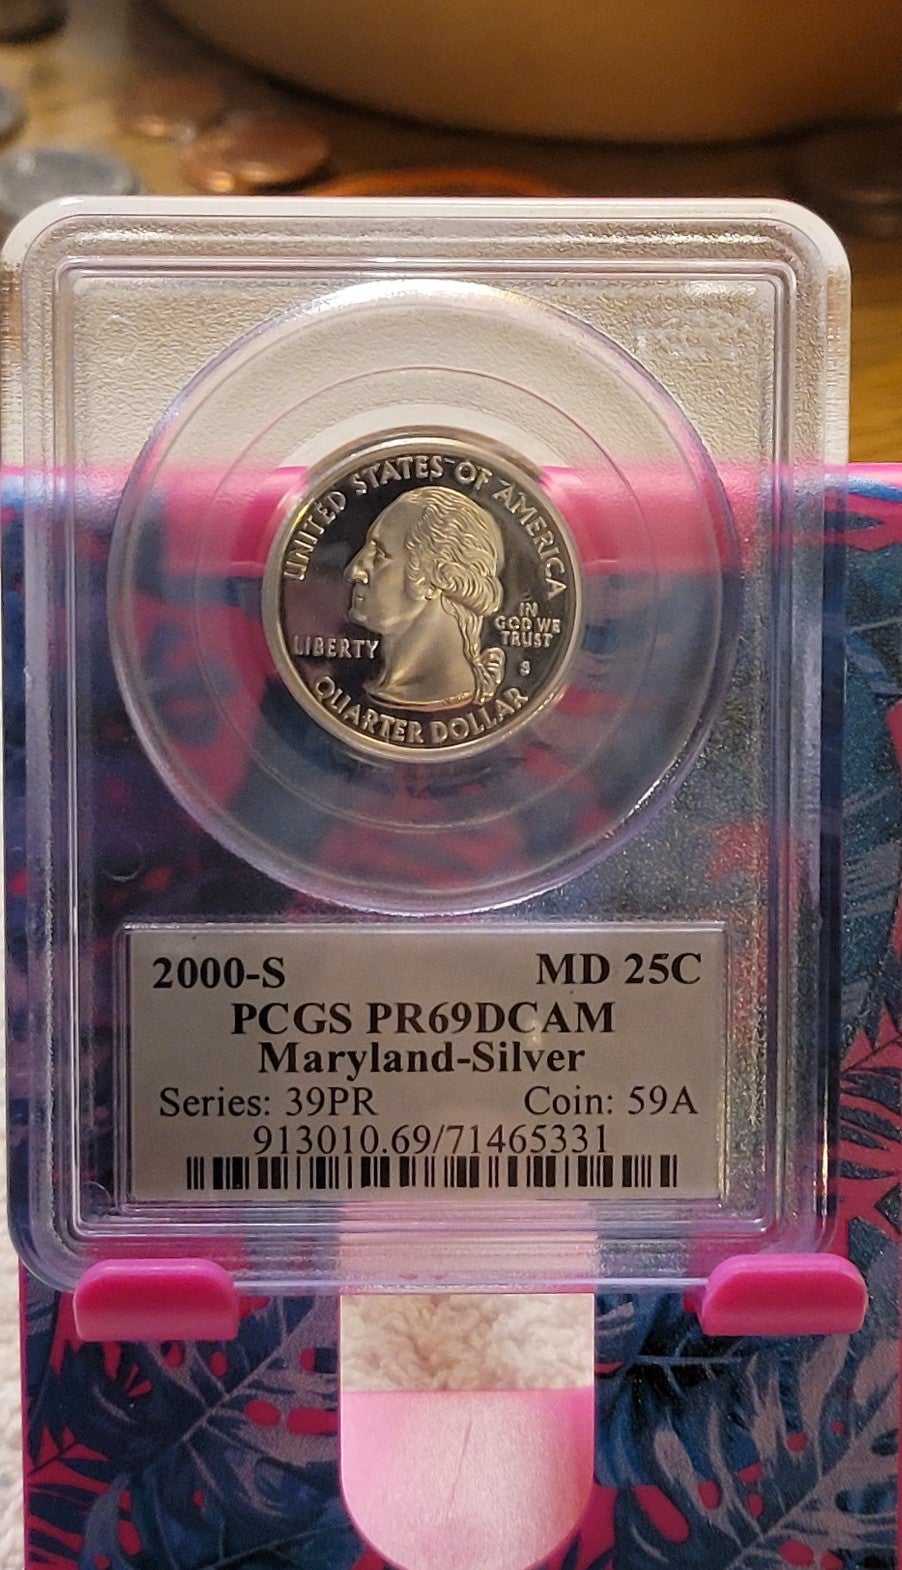 UNITED STATES OF AMERICA
LIBERTY
IN
GOD WE
TRUST
S
QUARTER DOLLAR
2000-S MD 25C
PCGS PR69DCAM
Maryland-Silver
Series: 39PR Coin: 59A
913010.69/71465331